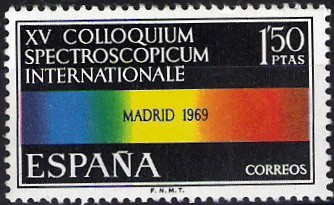 XV COLLOQUIUM
SPECTROSCOPICUM
INTERNATIONALE
1'50
PTAS
MADRID 1969
ESPAÑA
CORREOS
F.N.M.T.